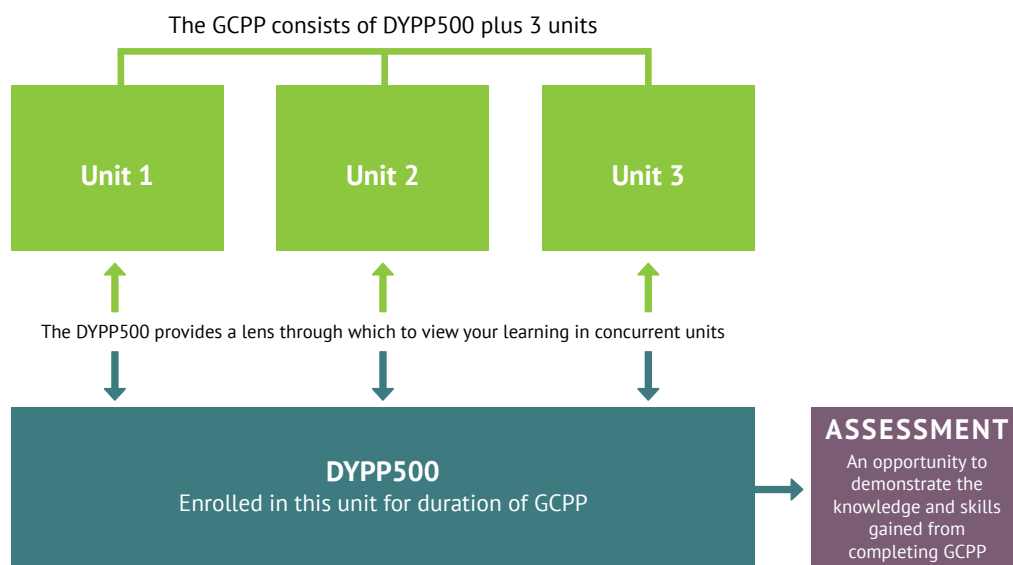 The GCPP consists of DYPP500 plus 3 units
Unit 1
Unit 2
Unit 3
The DYPP500 provides a lens through which to view your learning in concurrent units
DYPP500
Enrolled in this unit for duration of GCPP
ASSESSMENT
An opportunity to
demonstrate the
knowledge and skills
gained from
completing GCPP